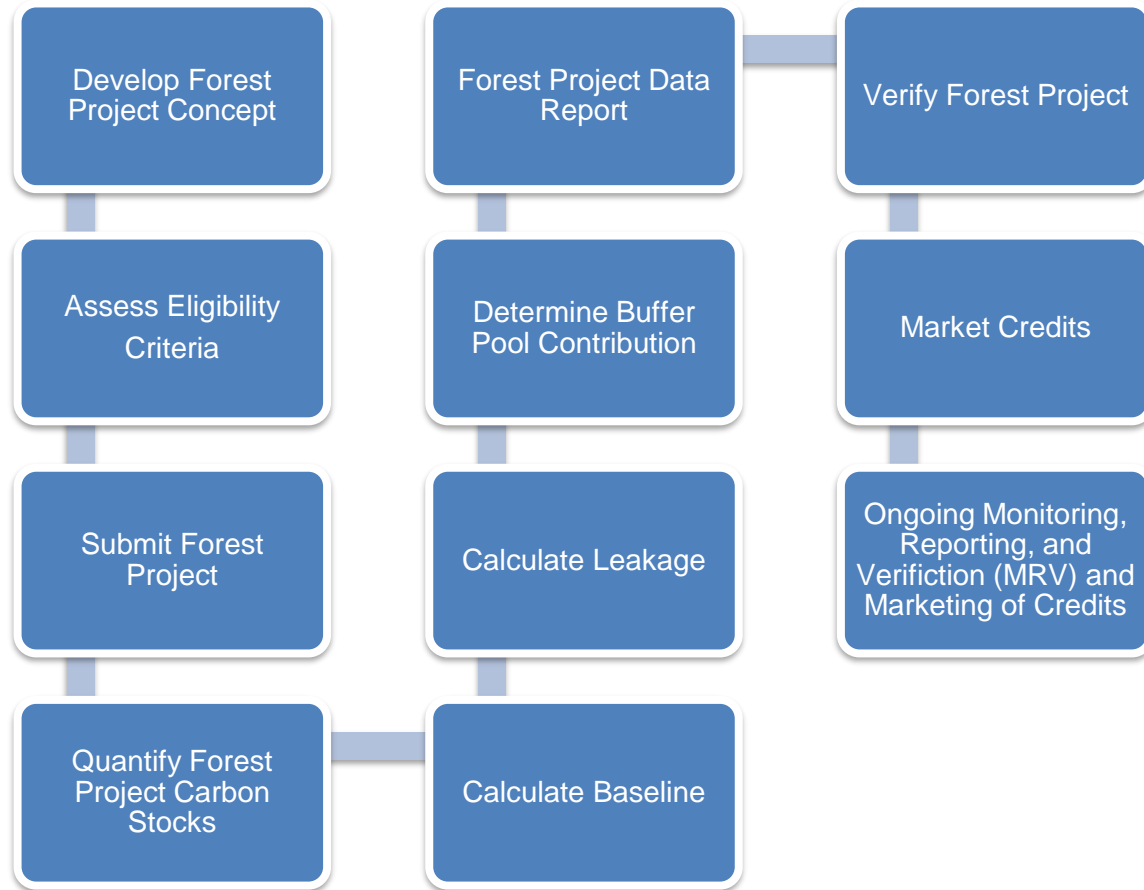 Develop Forest
Project Concept
Assess Eligibility
Criteria
Submit Forest
Project
Quantify Forest
Project Carbon
Stocks
Calculate Baseline
Calculate Leakage
Determine Buffer
Pool Contribution
Forest Project Data
Report
Verify Forest Project
Market Credits
Ongoing Monitoring,
Reporting, and
Verifiction (MRV) and
Marketing of Credits